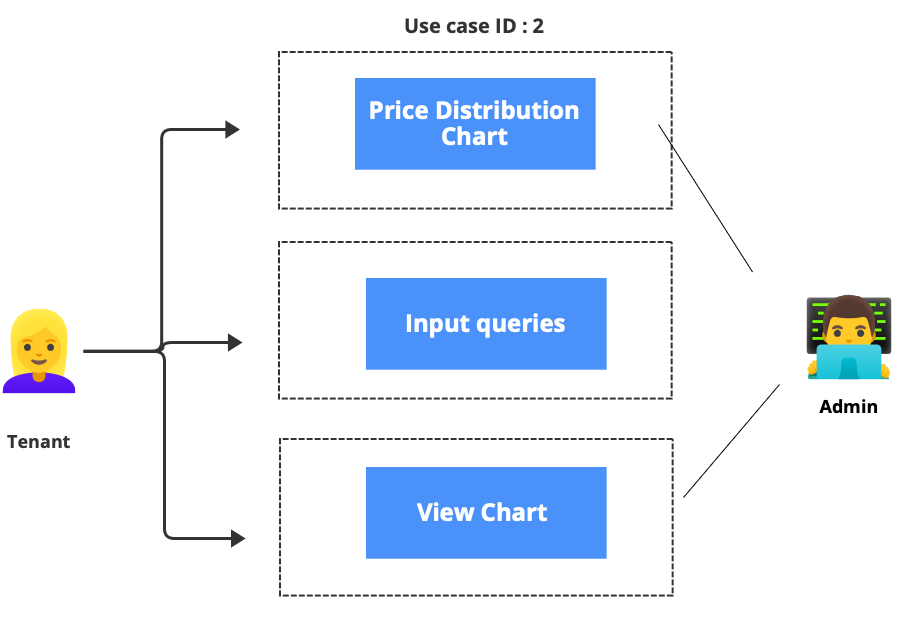 Use case ID : 2
Price Distribution
Chart
Input queries
Admin
Tenant
View Chart